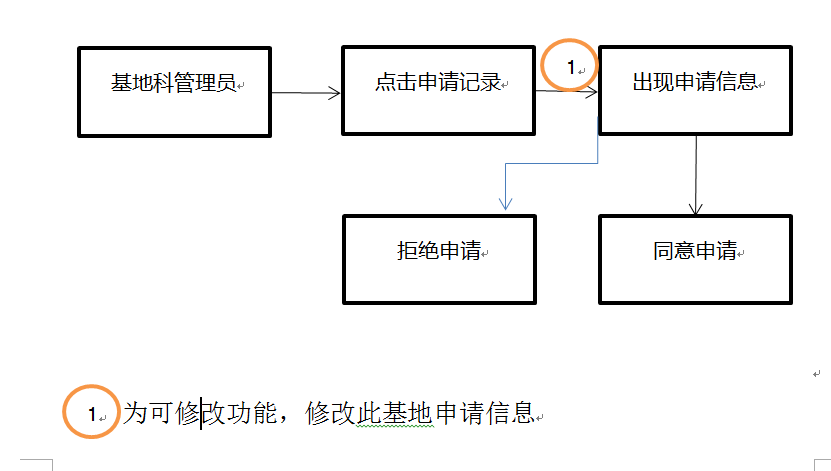 基地科管理员
点击申请记录
1
出现申请信息
拒绝申请
同意申请
1 为可修改功能，修改此基地申请信息